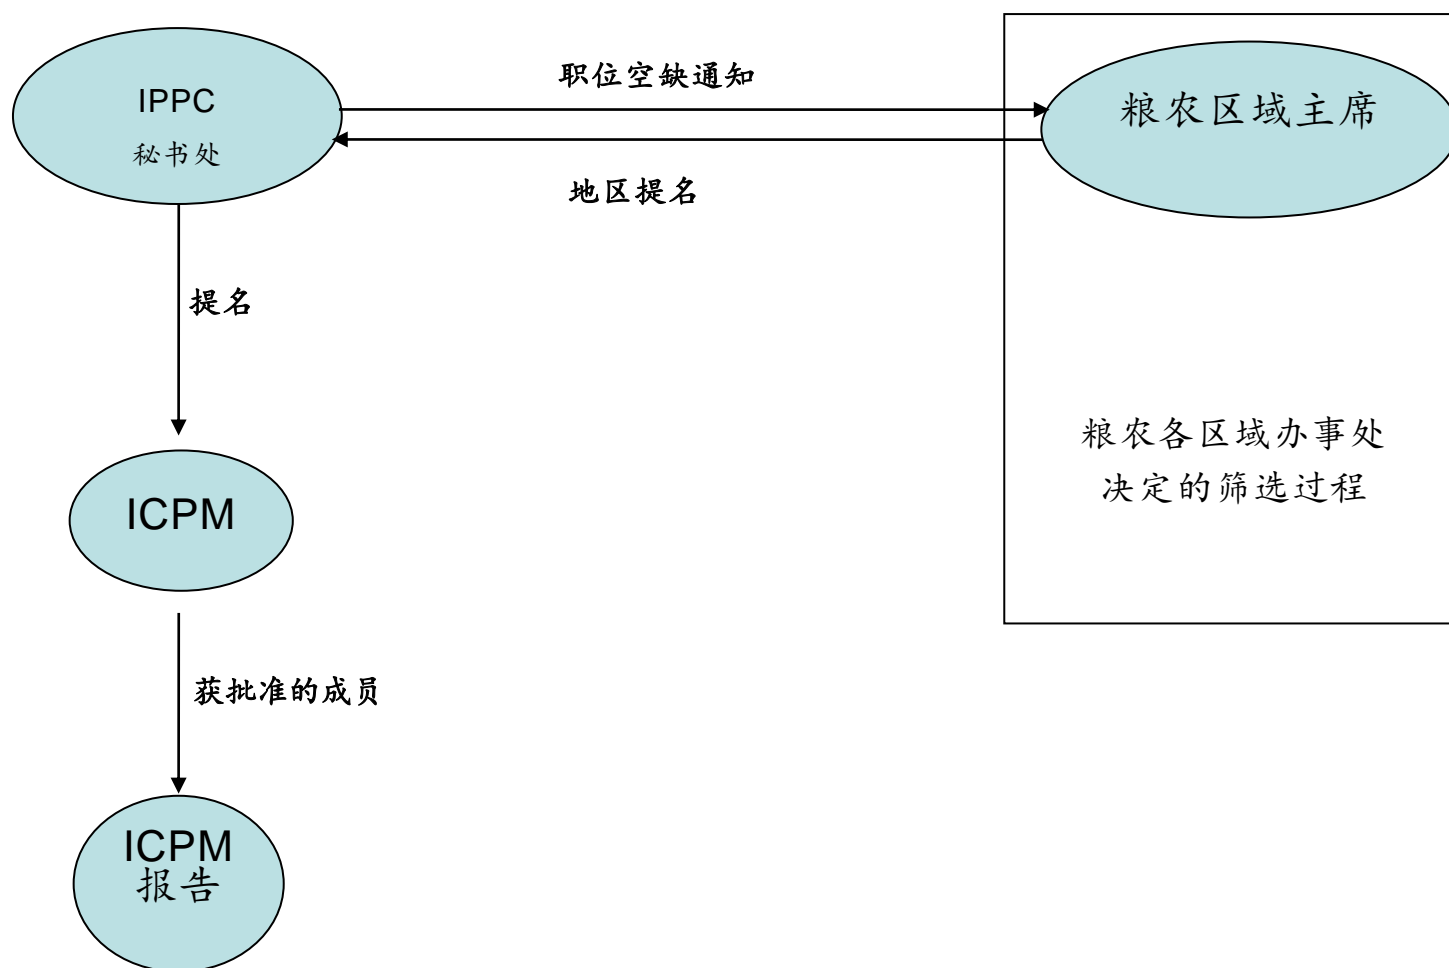 职位空缺通知
IPPC
秘书处
粮农区域主席
地区提名
提名
粮农各区域办事处
决定的筛选过程
ICPM
获批准的成员
ICPM
报告